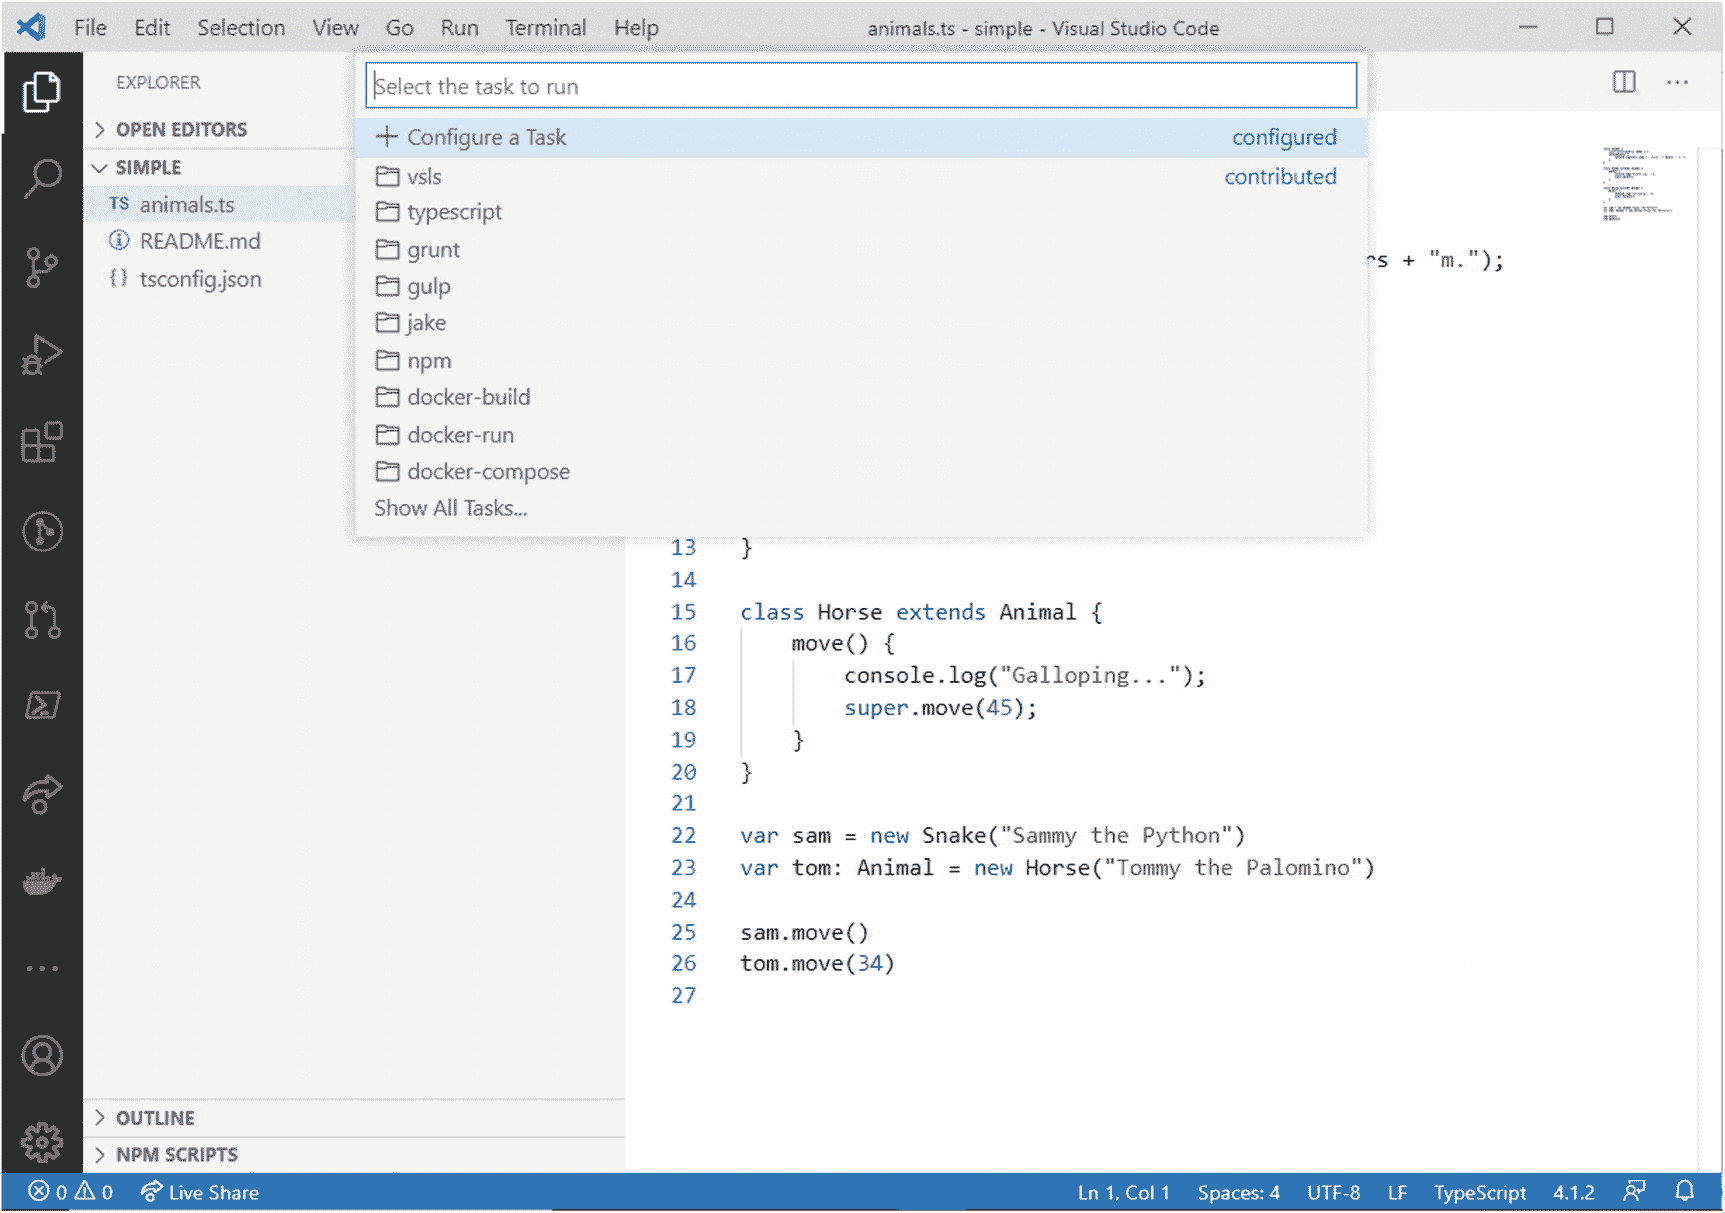 File Edit Selection View Go Run Terminal Help animals.ts - simple - Visual Studio Code
EXPLORER
OPEN EDITORS
SIMPLE
TS animals.ts
README.md
{} tsconfig.json
OUTLINE
NPM SCRIPTS
Select the task to run
Configure a Task configured
vsls contributed
typescript
grunt
gulp
jake
npm
docker-build
docker-run
docker-compose
Show All Tasks...
rs + "m.");
13 }
14
15 class Horse extends Animal {
16 move() {
17 console.log("Galloping...");
18 super.move(45);
19 }
20 }
21
22 var sam = new Snake("Sammy the Python")
23 var tom: Animal = new Horse("Tommy the Palomino")
24
25 sam.move()
26 tom.move(34)
27
0 0 Live Share Ln 1, Col 1 Spaces: 4 UTF-8 LF TypeScript 4.1.2